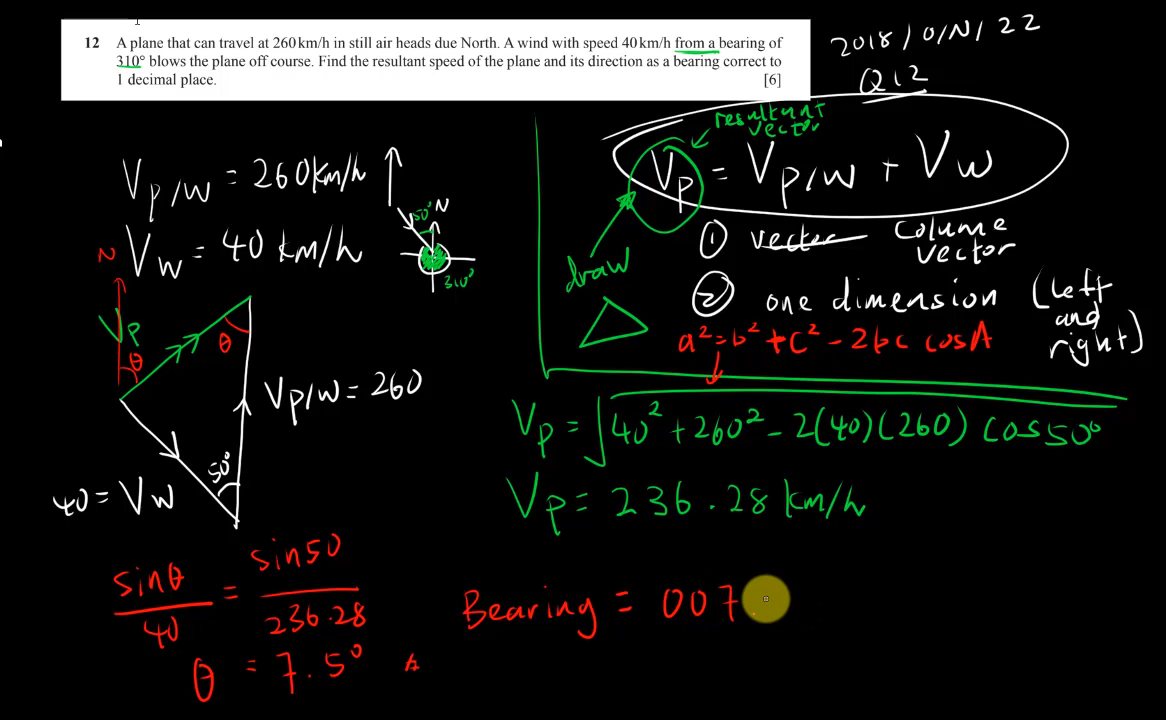 12 A plane that can travel at 260 km/h in still air heads due North. A wind with speed 40 km/h from a bearing of
310° blows the plane off course. Find the resultant speed of the plane and its direction as a bearing correct to
1 decimal place. [6]
2018/O/N/22
Q12
resultant
vector
Vp/w = 260km/h
Vp = Vp/w + Vw
50° N
Vw = 40 km/h
310°
① vector column
vector
draw
② one dimension (left
and
right)
a² = b² + c² - 2bc cosA
N
Vp
θ
θ
Vp/w = 260
50°
40 = Vw
Vp = √40² + 260² - 2(40)(260) cos50°
Vp = 236.28 km/h
sinθ/40 = sin50/236.28
θ = 7.5°
Bearing = 007.